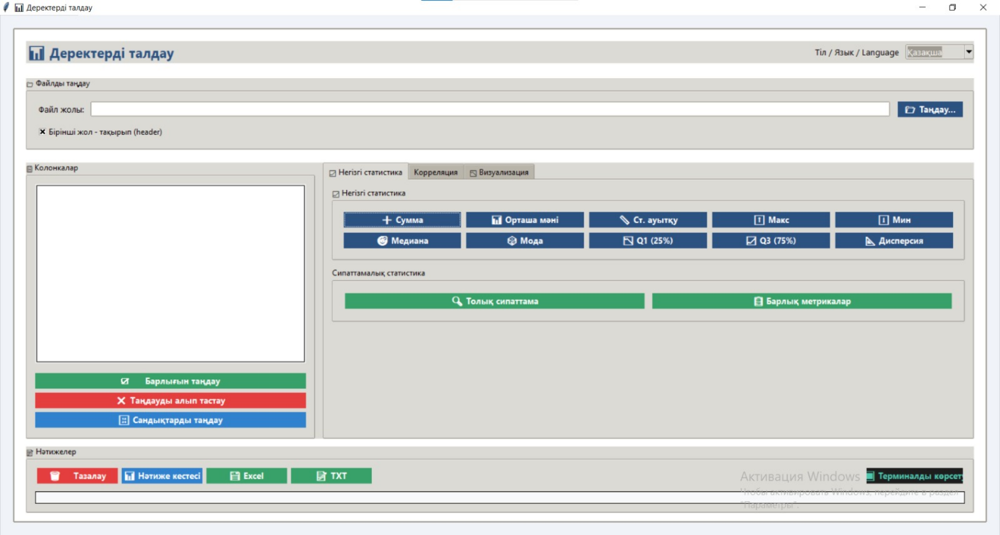 Деректерді талдау
Деректерді талдау
Тіл / Язык / Language Қазақша
Файлды таңдау
Файл жолы: Таңдау...
Бірінші жол - тақырып (header)
Колонкалар
Негізгі статистика Корреляция Визуализация
Негізгі статистика
Сумма Орташа мәні Ст. ауытқу Макс Мин
Медиана Мода Q1 (25%) Q3 (75%) Дисперсия
Сипаттамалық статистика
Толық сипаттама Барлық метрикалар
Барлығын таңдау
Таңдауды алып тастау
Сандықтарды таңдау
Нәтижелер
Тазалау Нәтиже кестесі Excel TXT Активация Windows Терминалды көрсету
Чтобы активировать Windows, перейдите в раздел
"Параметры".